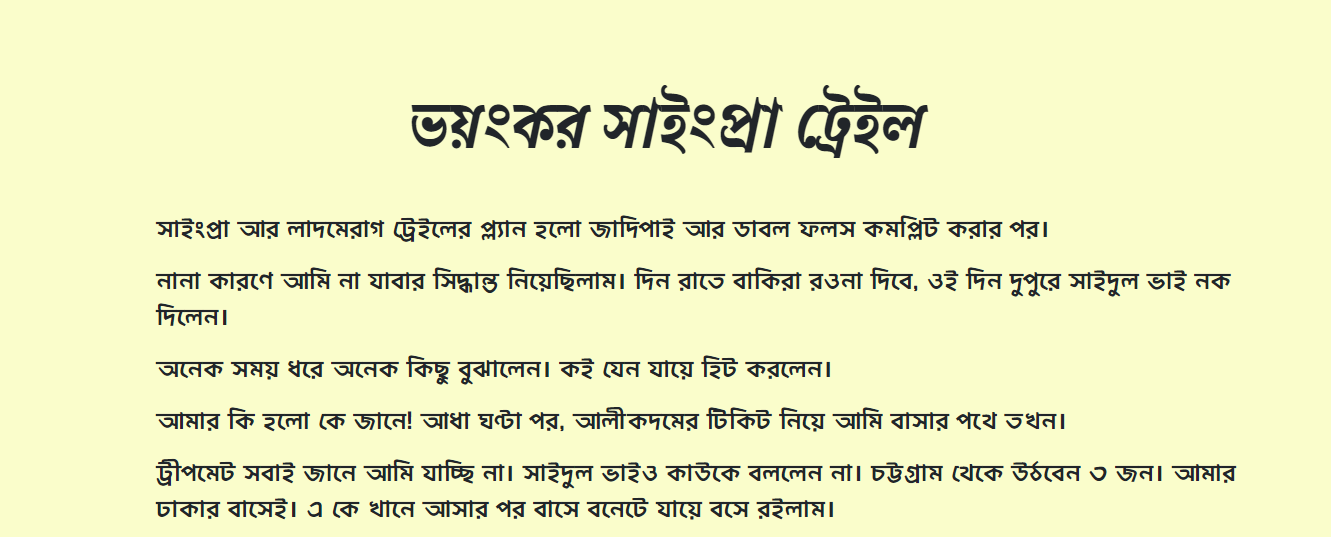 ভয়ংকর সাইংপ্রা ট্রেইল
সাইংপ্রা আর লাদমেরাগ ট্রেইলের প্ল্যান হলো জাদিপাই আর ডাবল ফলস কমপ্লিট করার পর।
নানা কারণে আমি না যাবার সিদ্ধান্ত নিয়েছিলাম। দিন রাতে বাকিরা রওনা দিবে, ওই দিন দুপুরে সাইদুল ভাই নক
দিলেন।
অনেক সময় ধরে অনেক কিছু বুঝালেন। কই যেন যায়ে হিট করলেন।
আমার কি হলো কে জানে! আধা ঘণ্টা পর, আলীকদমের টিকিট নিয়ে আমি বাসার পথে তখন।
ট্রীপমেট সবাই জানে আমি যাচ্ছি না। সাইদুল ভাইও কাউকে বললেন না। চট্টগ্রাম থেকে উঠবেন ৩ জন। আমার
ঢাকার বাসেই। এ কে খানে আসার পর বাসে বনেটে যায়ে বসে রইলাম।